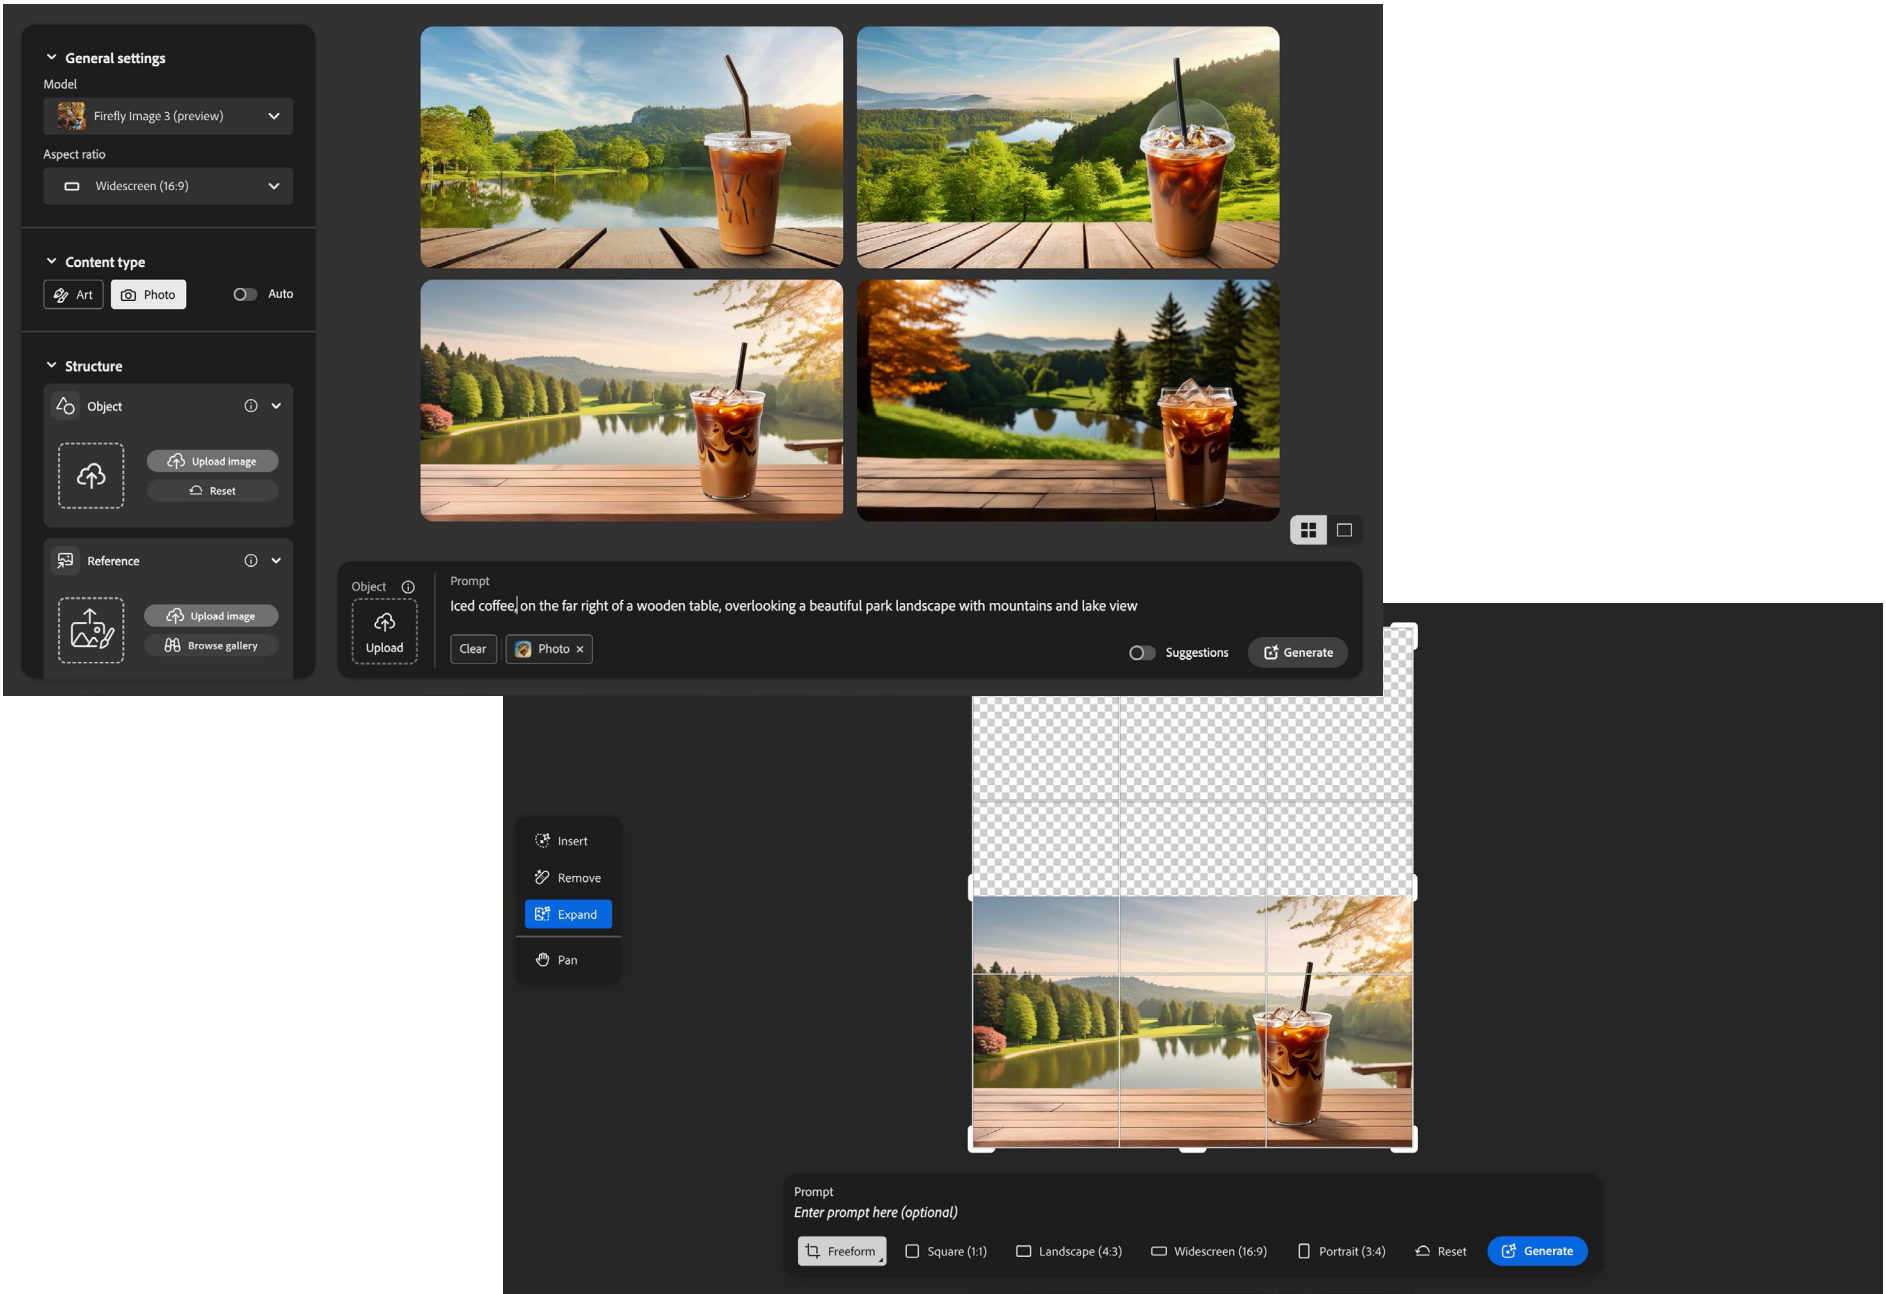 General settings
Model
Firefly Image 3 (preview)
Aspect ratio
Widescreen (16:9)
Content type
Art
Photo
Auto
Structure
Object
Upload image
Reset
Reference
Upload image
Browse gallery
Object
Upload
Prompt
Iced coffee, on the far right of a wooden table, overlooking a beautiful park landscape with mountains and lake view
Clear
Photo
Suggestions
Generate
Insert
Remove
Expand
Pan
Prompt
Enter prompt here (optional)
Freeform
Square (1:1)
Landscape (4:3)
Widescreen (16:9)
Portrait (3:4)
Reset
Generate